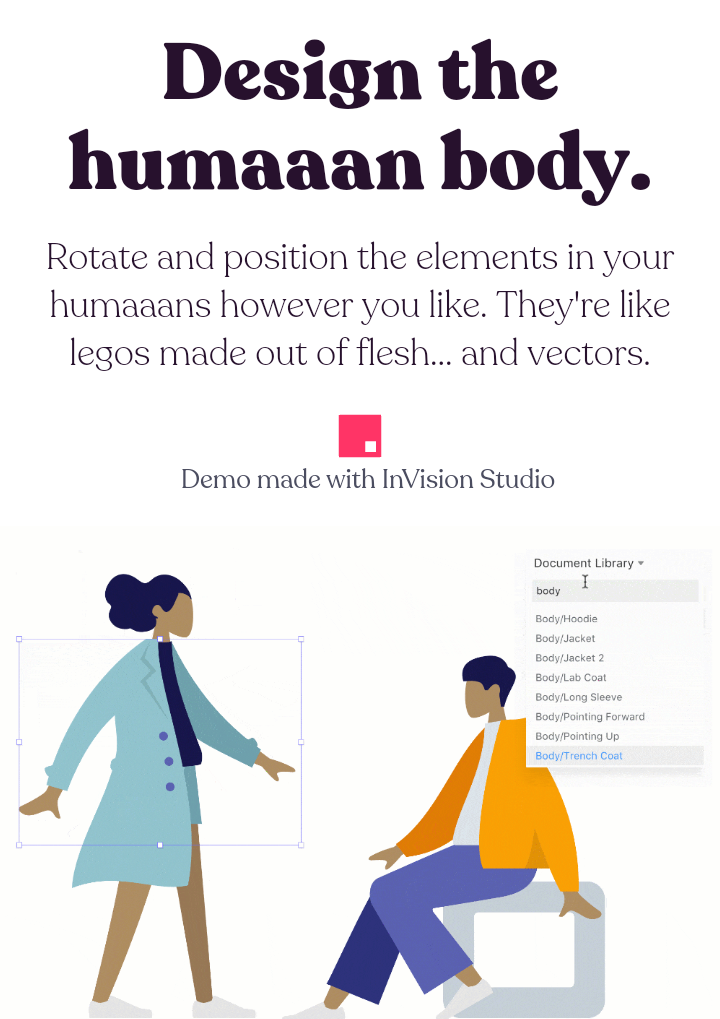 Design the
humaaan body.
Rotate and position the elements in your
humaaans however you like. They're like
legos made out of flesh... and vectors.
Demo made with InVision Studio
Document Library
body
Body/Hoodie
Body/Jacket
Body/Jacket 2
Body/Lab Coat
Body/Long Sleeve
Body/Pointing Forward
Body/Pointing Up
Body/Trench Coat